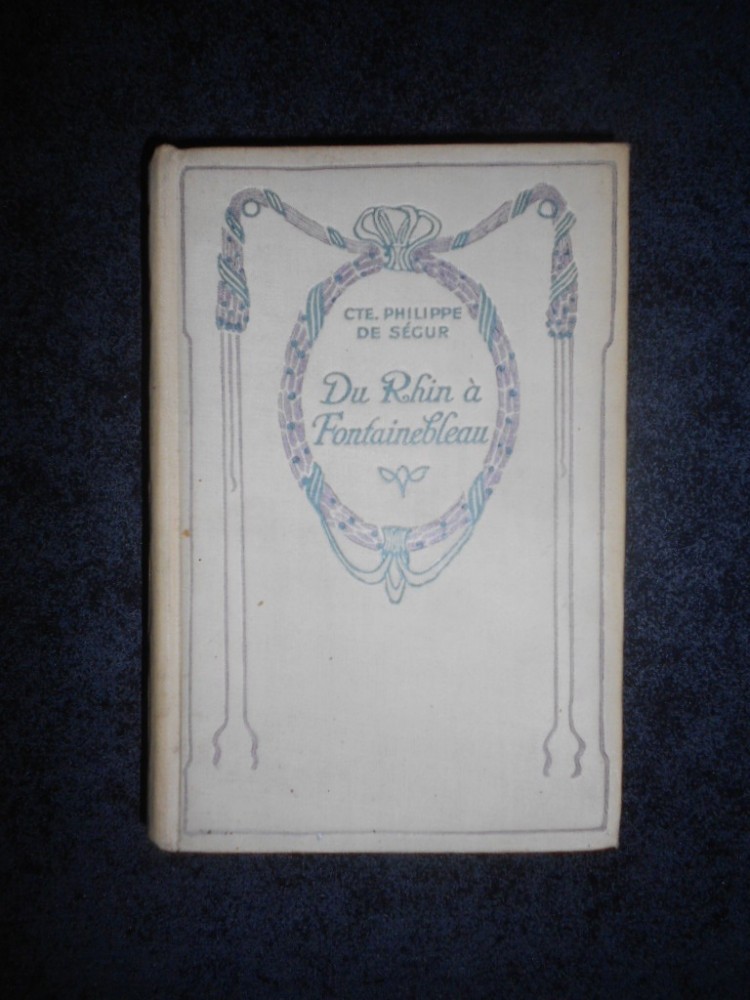 CTE. PHILIPPE
DE SÉGUR
Du Rhin à
Fontainebleau